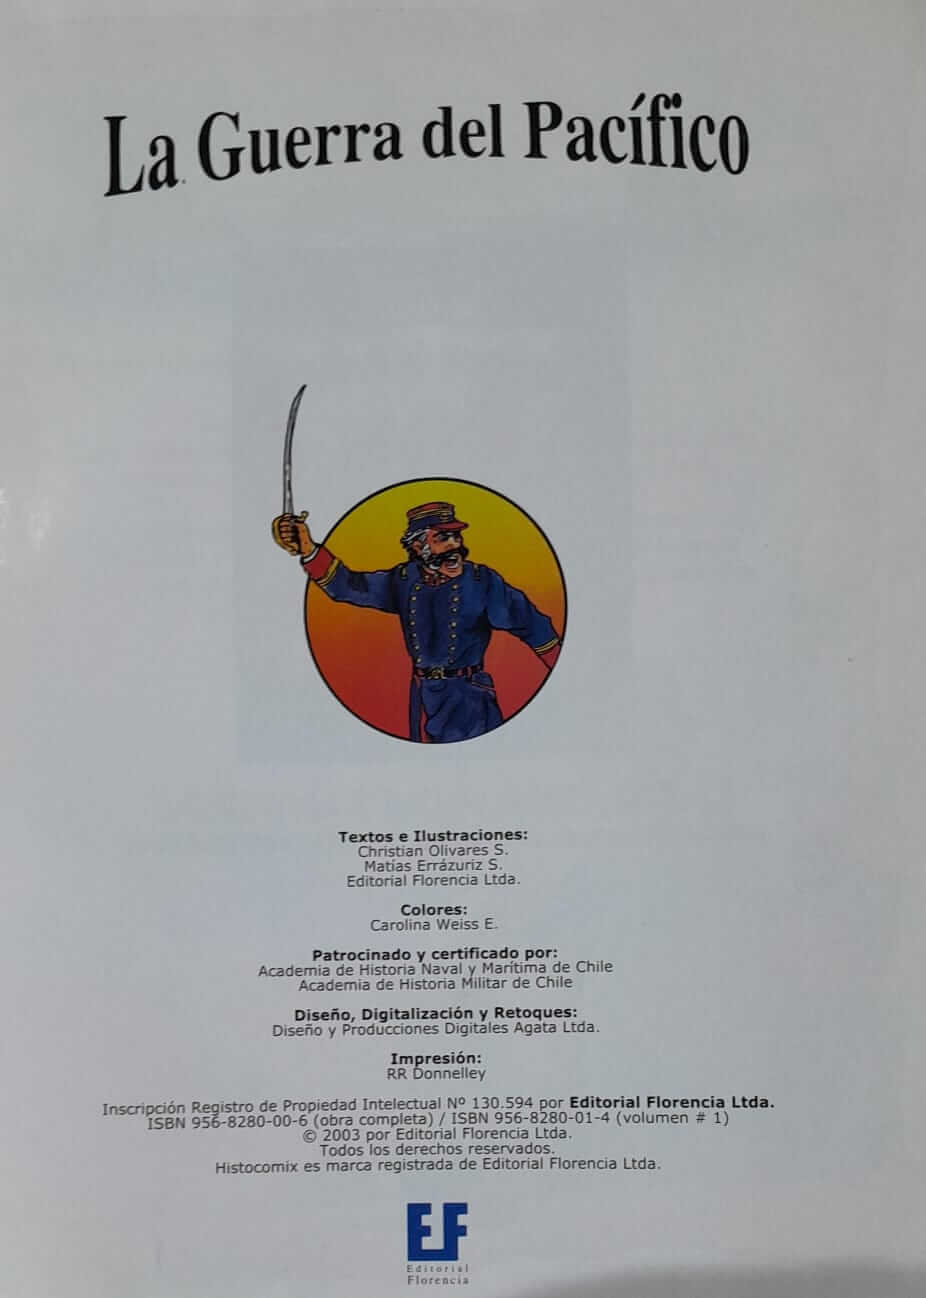 La Guerra del Pacífico
Textos e Ilustraciones:
Christian Olivares S.
Matías Errázuriz S.
Editorial Florencia Ltda.
Colores:
Carolina Weiss E.
Patrocinado y certificado por:
Academia de Historia Naval y Marítima de Chile
Academia de Historia Militar de Chile
Diseño, Digitalización y Retoques:
Diseño y Producciones Digitales Agata Ltda.
Impresión:
RR Donnelley
Inscripción Registro de Propiedad Intelectual Nº 130.594 por Editorial Florencia Ltda.
ISBN 956-8280-00-6 (obra completa) / ISBN 956-8280-01-4 (volumen # 1)
© 2003 por Editorial Florencia Ltda.
Todos los derechos reservados.
Histocomix es marca registrada de Editorial Florencia Ltda.
EF
Editorial
Florencia